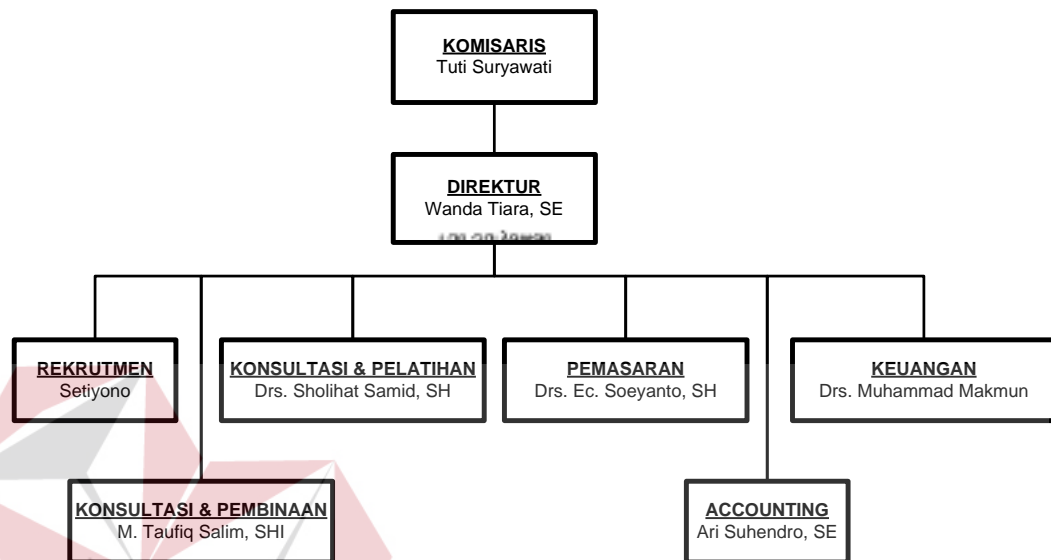 KOMISARIS
Tuti Suryawati
DIREKTUR
Wanda Tiara, SE
REKRUTMEN
Setiyono
KONSULTASI & PELATIHAN
Drs. Sholihat Samid, SH
PEMASARAN
Drs. Ec. Soeyanto, SH
KEUANGAN
Drs. Muhammad Makmun
KONSULTASI & PEMBINAAN
M. Taufiq Salim, SHI
ACCOUNTING
Ari Suhendro, SE